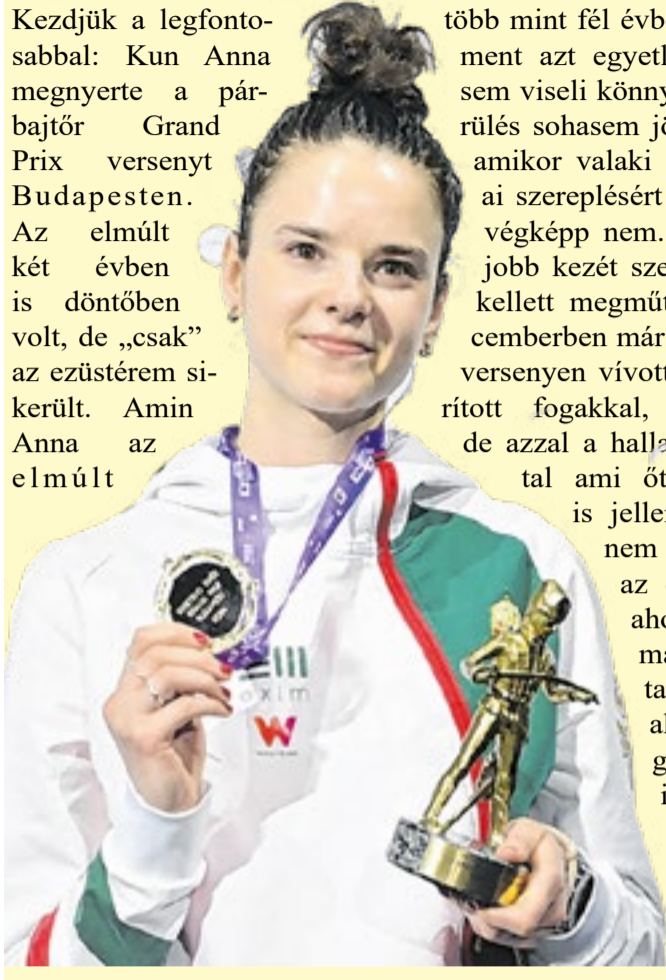 Kezdjük a legfonto-
sabbal: Kun Anna
megnyerte a pár-
bajtőr Grand
Prix versenyt
Budapesten.
Az elmúlt
két évben
is döntőben
volt, de „csak”
az ezüstérem si-
került. Amin
Anna az
elmúlt
több mint fél évb
ment azt egyetl
sem viseli könny
rülés sohasem jö
amikor valaki
ai szereplésért
végképp nem.
jobb kezét sze
kellett megműt
cemberben már
versenyen vívott
rított fogakkal,
de azzal a halla
tal ami őt
is jelle
nem
az
aho
ma
ta
al
g
i
oxim
W